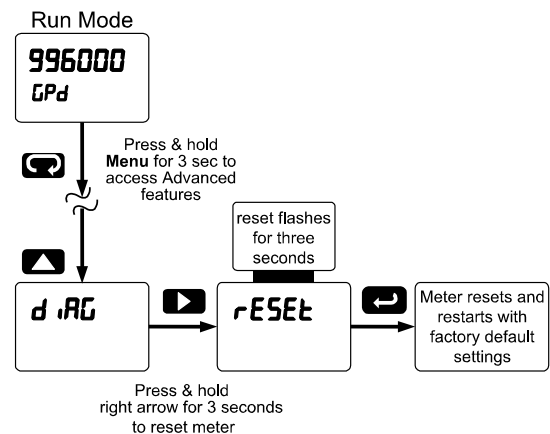 Run Mode
996000
GPd
Press & hold
Menu for 3 sec to
access Advanced
features
reset flashes
for three
seconds
d iAG
rESEt
Meter resets and
restarts with
factory default
settings
Press & hold
right arrow for 3 seconds
to reset meter